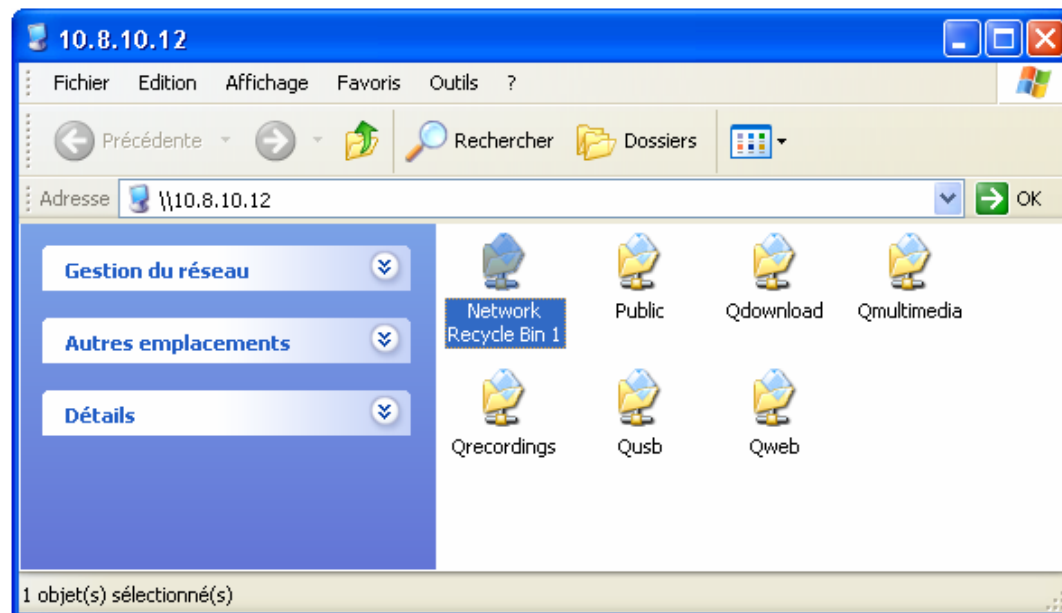 10.8.10.12
Fichier Edition Affichage Favoris Outils ?
Précédente Rechercher Dossiers
Adresse \\10.8.10.12 OK
Gestion du réseau
Autres emplacements
Détails
Network Recycle Bin 1
Public
Qdownload
Qmultimedia
Qrecordings
Qusb
Qweb
1 objet(s) sélectionné(s)